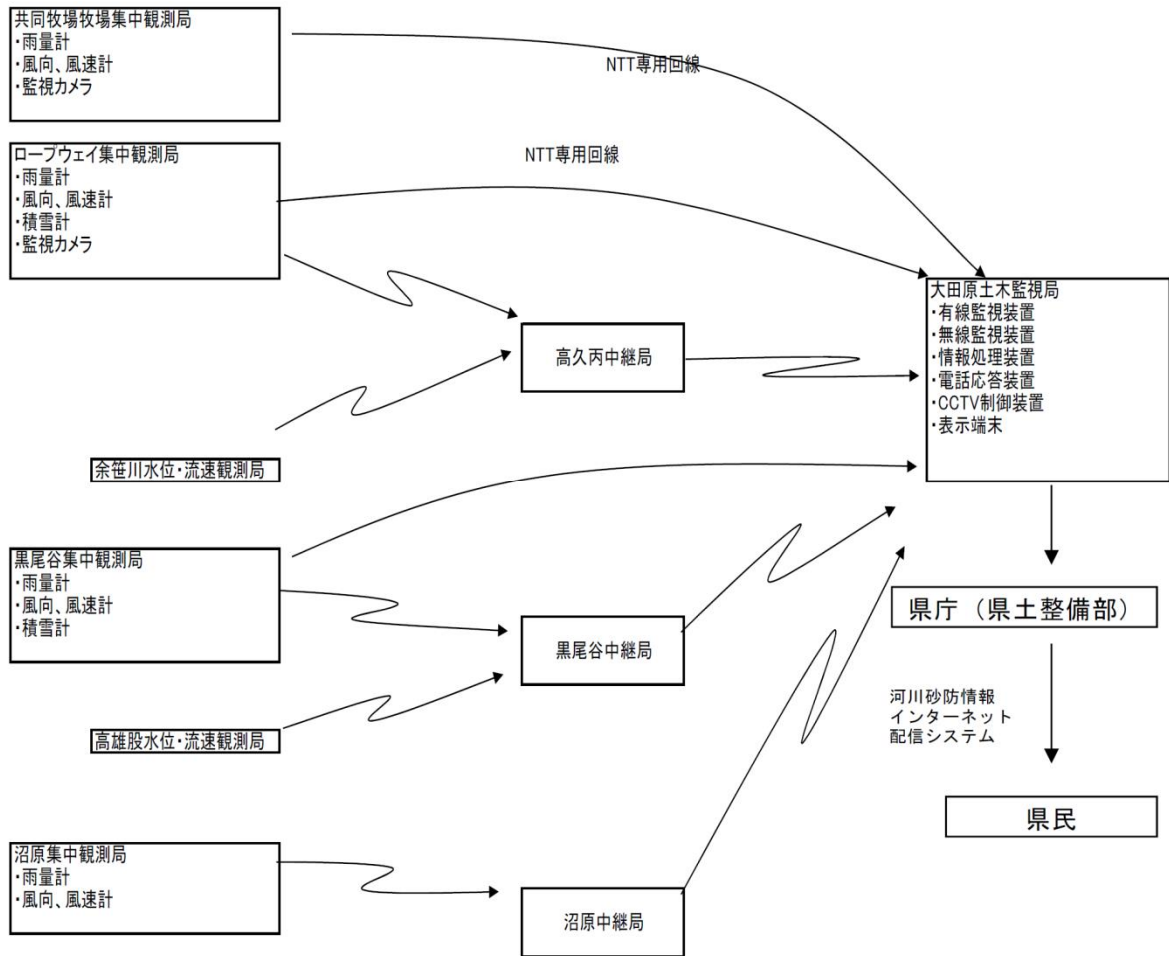 共同牧場牧場集中観測局
・雨量計
・風向、風速計
・監視カメラ
NTT専用回線
ロープウェイ集中観測局
・雨量計
・風向、風速計
・積雪計
・監視カメラ
NTT専用回線
大田原土木監視局
・有線監視装置
・無線監視装置
・情報処理装置
・電話応答装置
・CCTV制御装置
・表示端末
高久丙中継局
余笹川水位・流速観測局
黒尾谷集中観測局
・雨量計
・風向、風速計
・積雪計
黒尾谷中継局
県庁（県土整備部）
高雄股水位・流速観測局
河川砂防情報
インターネット
配信システム
県民
沼原集中観測局
・雨量計
・風向、風速計
沼原中継局